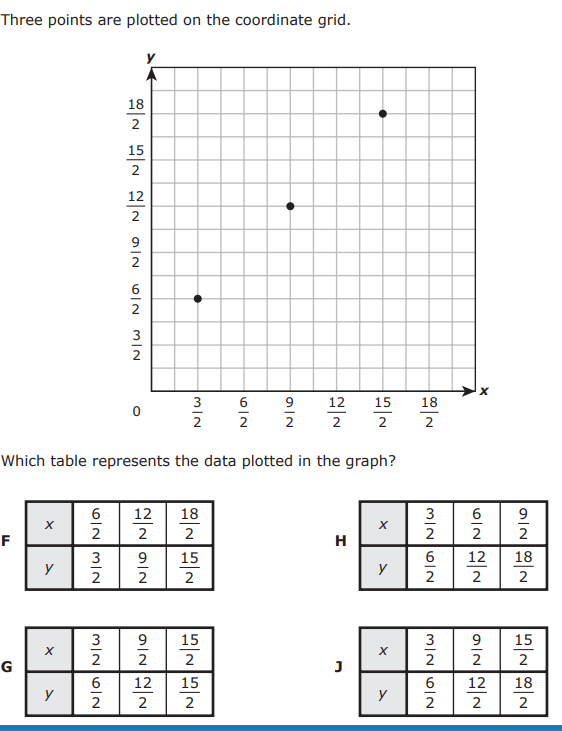 Three points are plotted on the coordinate grid.
y
18/2
15/2
12/2
9/2
6/2
3/2
x
0 3/2 6/2 9/2 12/2 15/2 18/2
Which table represents the data plotted in the graph?
F
x 6/2 12/2 18/2
y 3/2 9/2 15/2
H
x 3/2 6/2 9/2
y 6/2 12/2 18/2
G
x 3/2 9/2 15/2
y 6/2 12/2 15/2
J
x 3/2 9/2 15/2
y 6/2 12/2 18/2